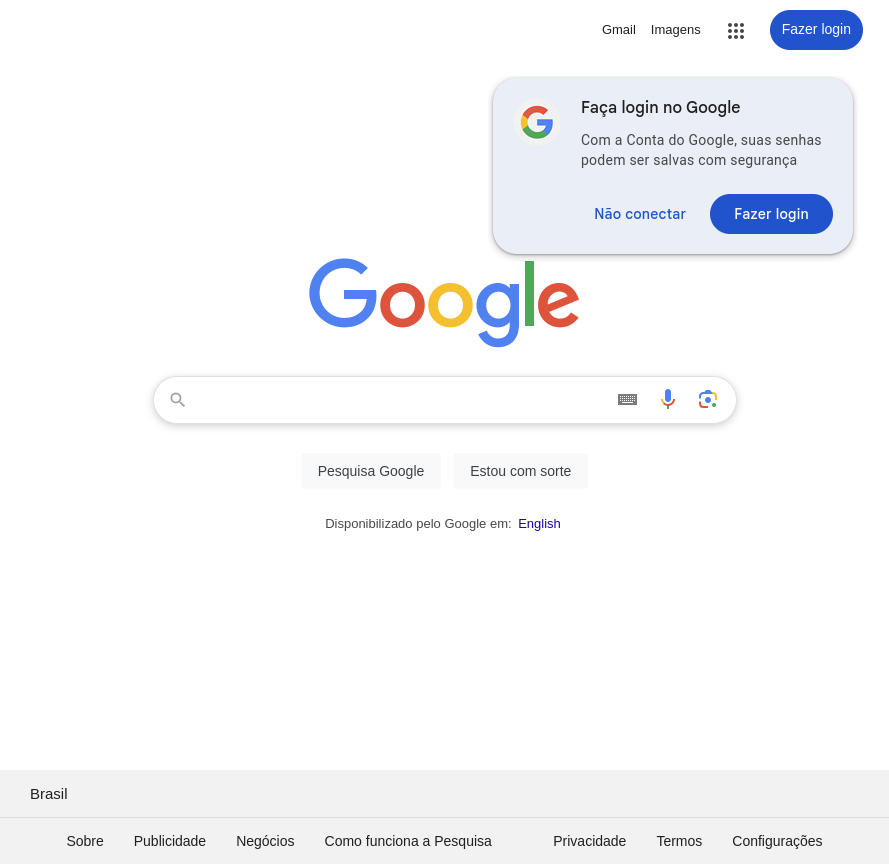 Gmail Imagens Fazer login
Faça login no Google
Com a Conta do Google, suas senhas
podem ser salvas com segurança
Não conectar Fazer login
Google
Pesquisa Google Estou com sorte
Disponibilizado pelo Google em: English
Brasil
Sobre Publicidade Negócios Como funciona a Pesquisa Privacidade Termos Configurações